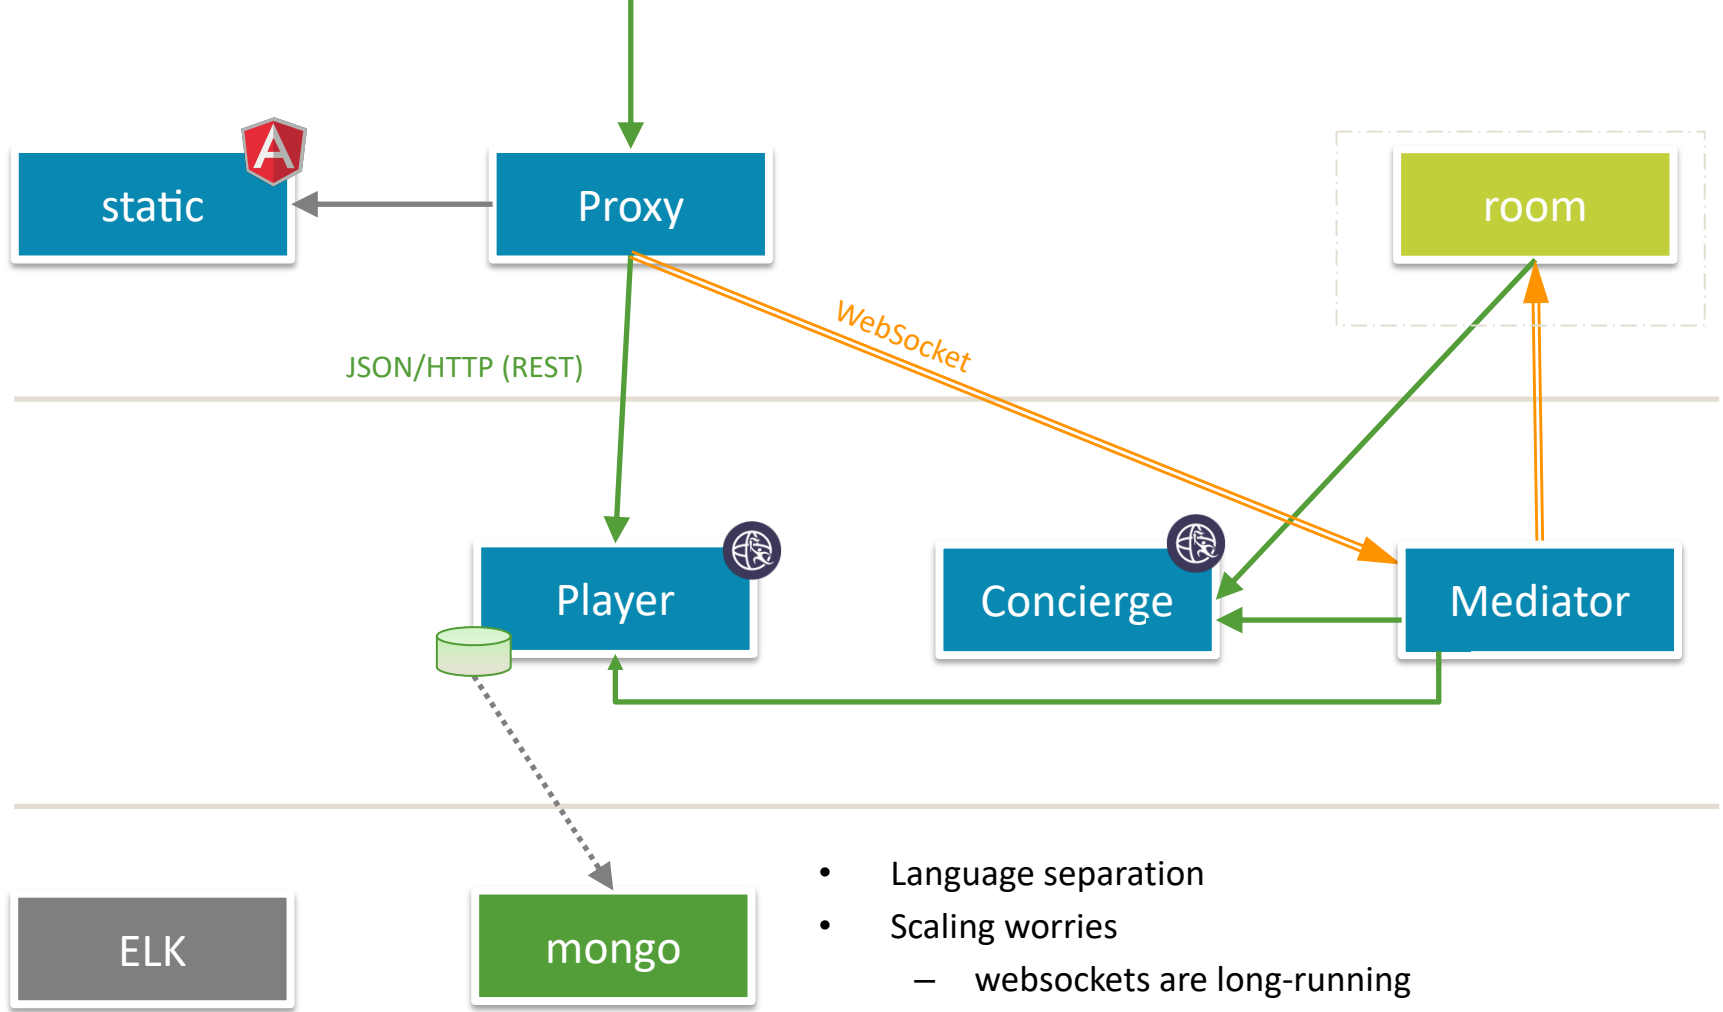 static
A
Proxy
room
WebSocket
JSON/HTTP (REST)
Player
Concierge
Mediator
ELK
mongo
• Language separation
• Scaling worries
– websockets are long-running